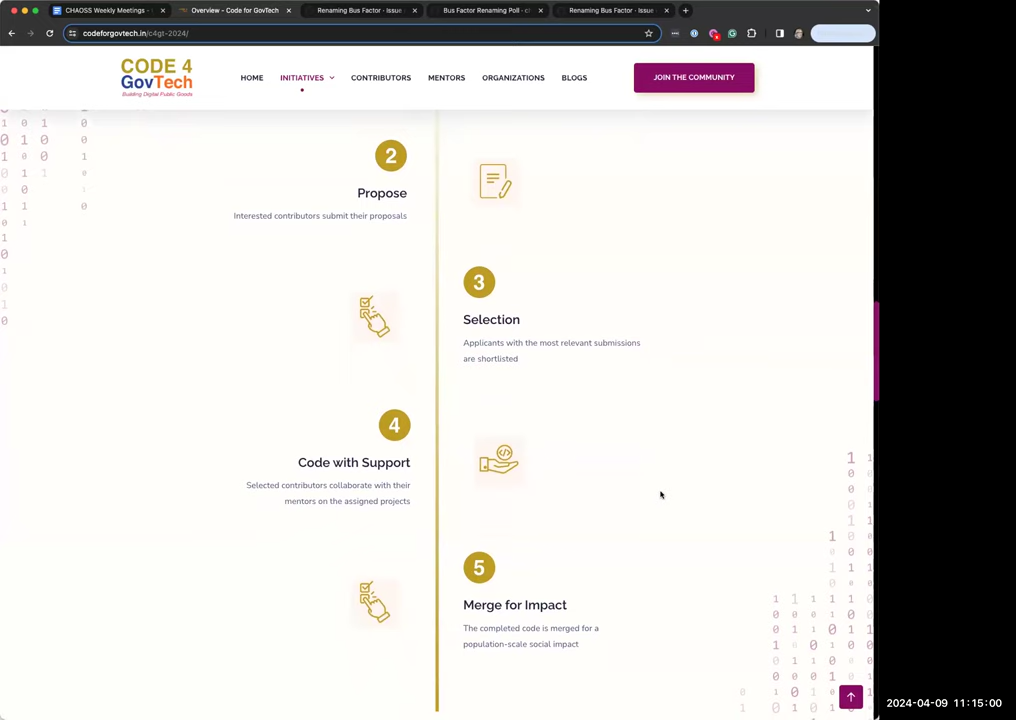 CHAOSS Weekly Meetings -
Overview - Code for GovTech
Renaming Bus Factor · Issue
Bus Factor Renaming Poll - c
Renaming Bus Factor · Issue
codeforgovtech.in/c4gt-2024/
CODE 4
GovTech
Building Digital Public Goods
HOME
INITIATIVES
CONTRIBUTORS
MENTORS
ORGANIZATIONS
BLOGS
JOIN THE COMMUNITY
2
Propose
Interested contributors submit their proposals
3
Selection
Applicants with the most relevant submissions
are shortlisted
4
Code with Support
Selected contributors collaborate with their
mentors on the assigned projects
5
Merge for Impact
The completed code is merged for a
population-scale social impact
2024-04-09 11:15:00